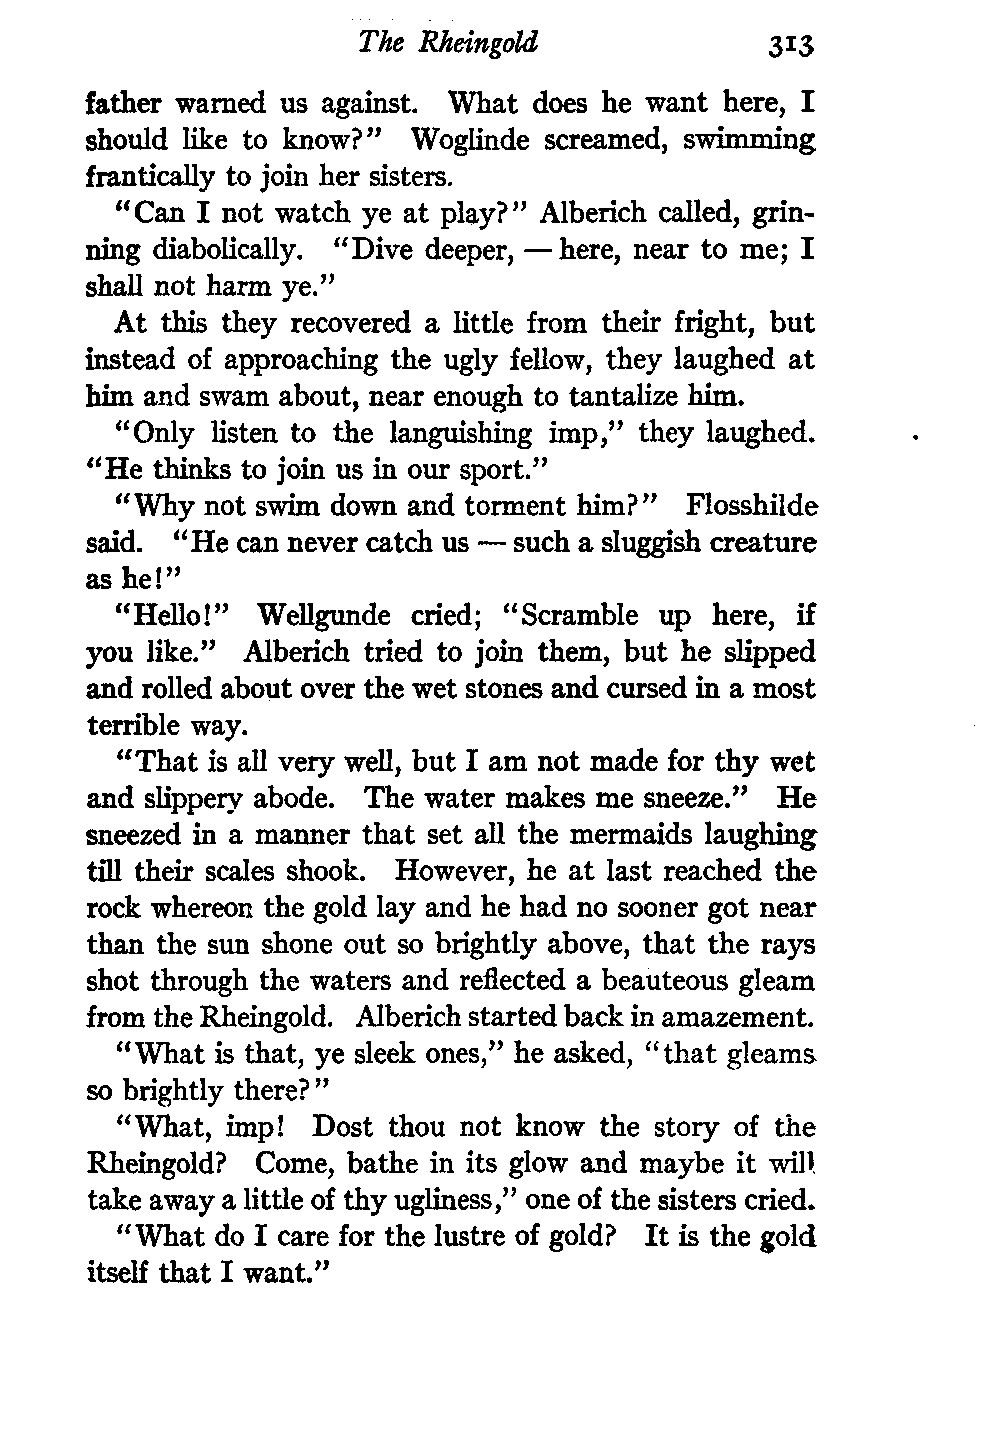 The Rheingold 313
father warned us against. What does he want here, I
should like to know?" Woglinde screamed, swimming
frantically to join her sisters.
"Can I not watch ye at play?" Alberich called, grin-
ning diabolically. "Dive deeper, — here, near to me; I
shall not harm ye."
At this they recovered a little from their fright, but
instead of approaching the ugly fellow, they laughed at
him and swam about, near enough to tantalize him.
"Only listen to the languishing imp," they laughed.
"He thinks to join us in our sport."
"Why not swim down and torment him?" Flosshilde
said. "He can never catch us — such a sluggish creature
as he!"
"Hello!" Wellgunde cried; "Scramble up here, if
you like." Alberich tried to join them, but he slipped
and rolled about over the wet stones and cursed in a most
terrible way.
"That is all very well, but I am not made for thy wet
and slippery abode. The water makes me sneeze." He
sneezed in a manner that set all the mermaids laughing
till their scales shook. However, he at last reached the
rock whereon the gold lay and he had no sooner got near
than the sun shone out so brightly above, that the rays
shot through the waters and reflected a beauteous gleam
from the Rheingold. Alberich started back in amazement.
"What is that, ye sleek ones," he asked, "that gleams
so brightly there?"
"What, imp! Dost thou not know the story of the
Rheingold? Come, bathe in its glow and maybe it will
take away a little of thy ugliness," one of the sisters cried.
"What do I care for the lustre of gold? It is the gold
itself that I want."